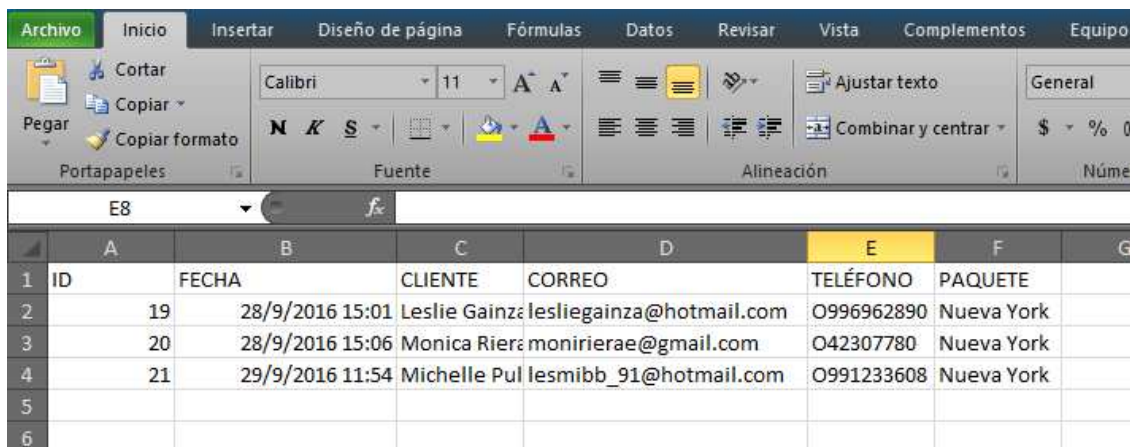 Archivo Inicio Insertar Diseño de página Fórmulas Datos Revisar Vista Complementos Equipo
Cortar
Copiar
Copiar formato
Pegar
Portapapeles
Calibri 11 A A
N K S A
Fuente
Ajustar texto
Combinar y centrar
Alineación
General
$ %
Núme
E8 fx
A B C D E F G
1 ID FECHA CLIENTE CORREO TELÉFONO PAQUETE
2 19 28/9/2016 15:01 Leslie Gainza lesliegainza@hotmail.com O996962890 Nueva York
3 20 28/9/2016 15:06 Monica Riera monirierae@gmail.com O42307780 Nueva York
4 21 29/9/2016 11:54 Michelle Pul lesmibb_91@hotmail.com O991233608 Nueva York
5
6